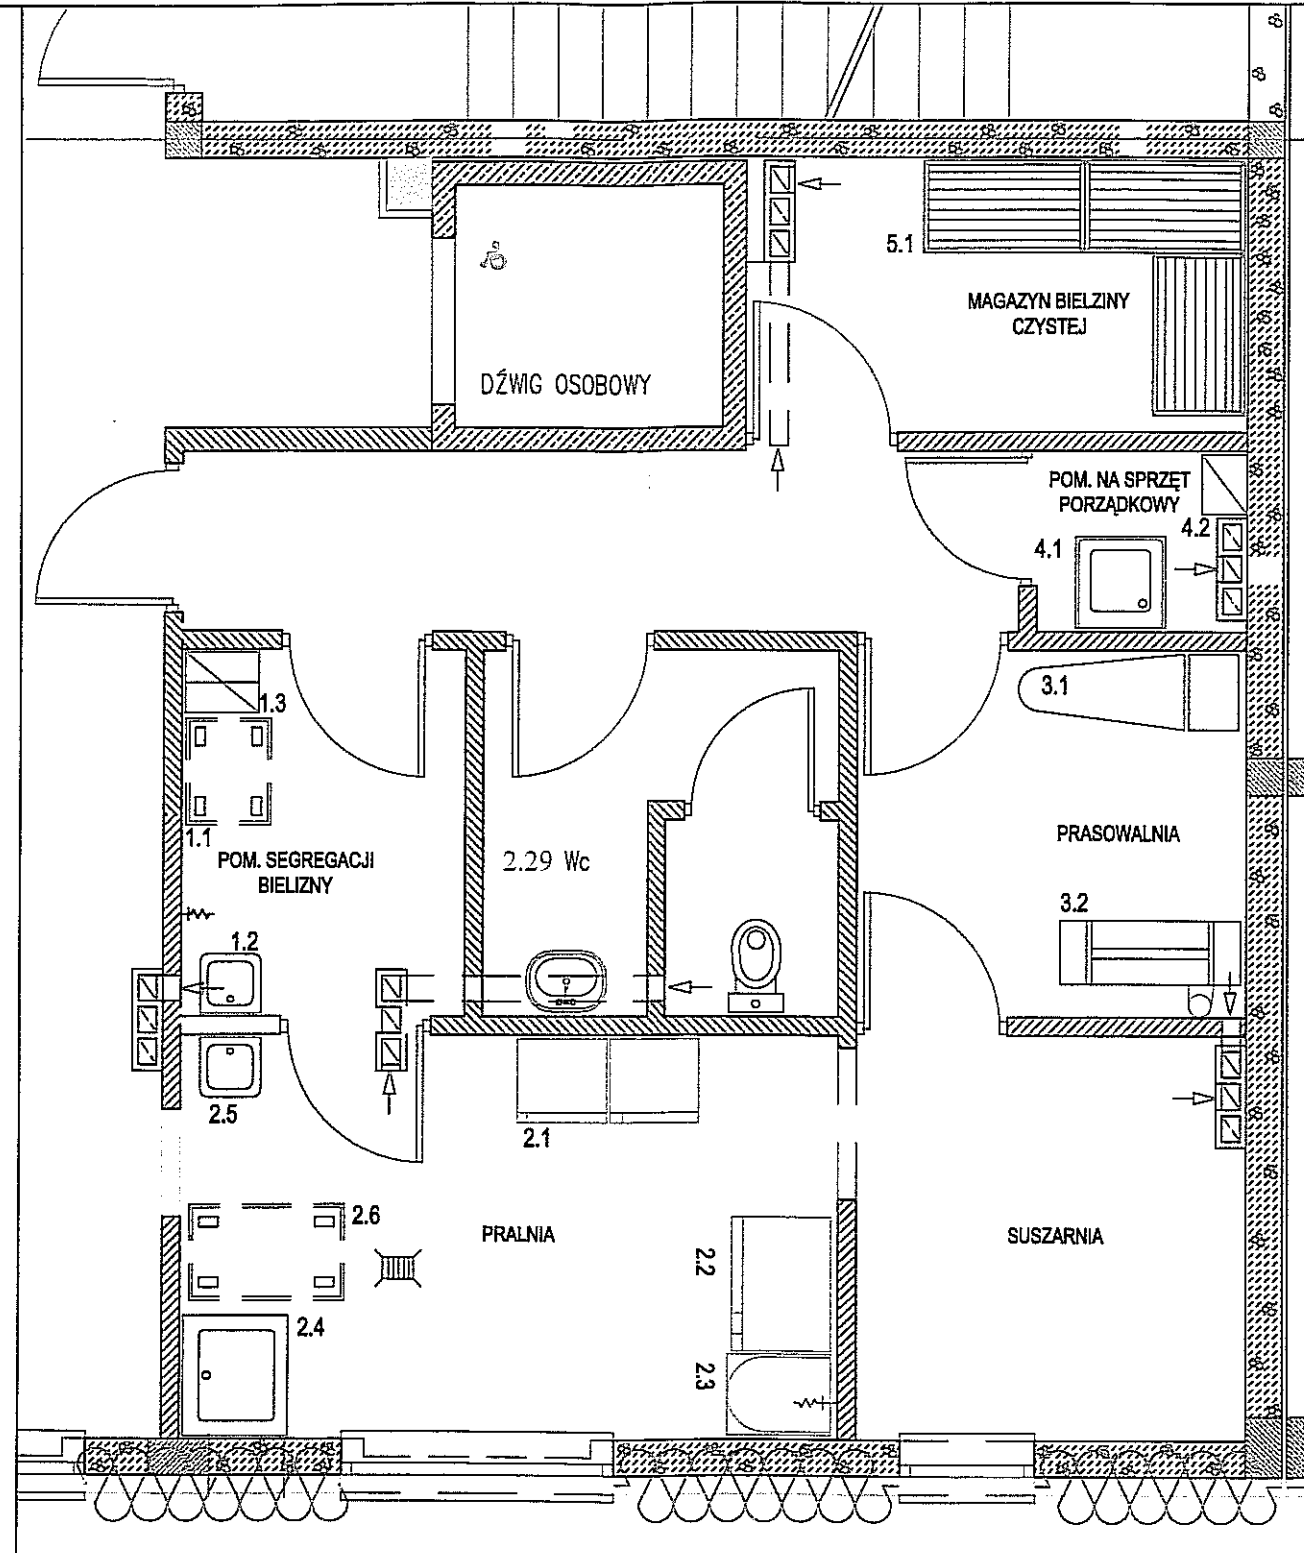 5.1
MAGAZYN BIELZINY
CZYSTEJ
DŹWIG OSOBOWY
POM. NA SPRZĘT
PORZĄDKOWY
4.2
4.1
1.3
3.1
1.1
POM. SEGREGACJI
BIELIZNY
2.29 Wc
PRASOWALNIA
3.2
1.2
2.5
2.1
2.6
PRALNIA
SUSZARNIA
2.2
2.4
2.3